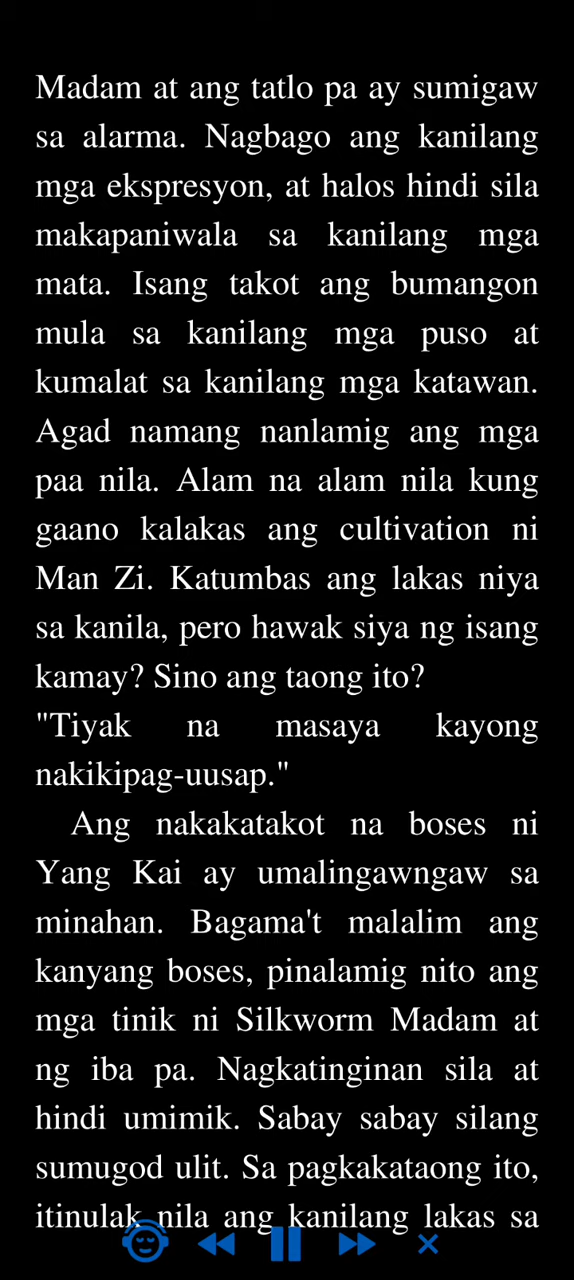 Madam at ang tatlo pa ay sumigaw
sa alarma. Nagbago ang kanilang
mga ekspresyon, at halos hindi sila
makapaniwala sa kanilang mga
mata. Isang takot ang bumangon
mula sa kanilang mga puso at
kumalat sa kanilang mga katawan.
Agad namang nanlamig ang mga
paa nila. Alam na alam nila kung
gaano kalakas ang cultivation ni
Man Zi. Katumbas ang lakas niya
sa kanila, pero hawak siya ng isang
kamay? Sino ang taong ito?
"Tiyak na masaya kayong
nakikipag-uusap."
Ang nakakatakot na boses ni
Yang Kai ay umalingawngaw sa
minahan. Bagama't malalim ang
kanyang boses, pinalamig nito ang
mga tinik ni Silkworm Madam at
ng iba pa. Nagkatinginan sila at
hindi umimik. Sabay sabay silang
sumugod ulit. Sa pagkakataong ito,
itinulak nila ang kanilang lakas sa